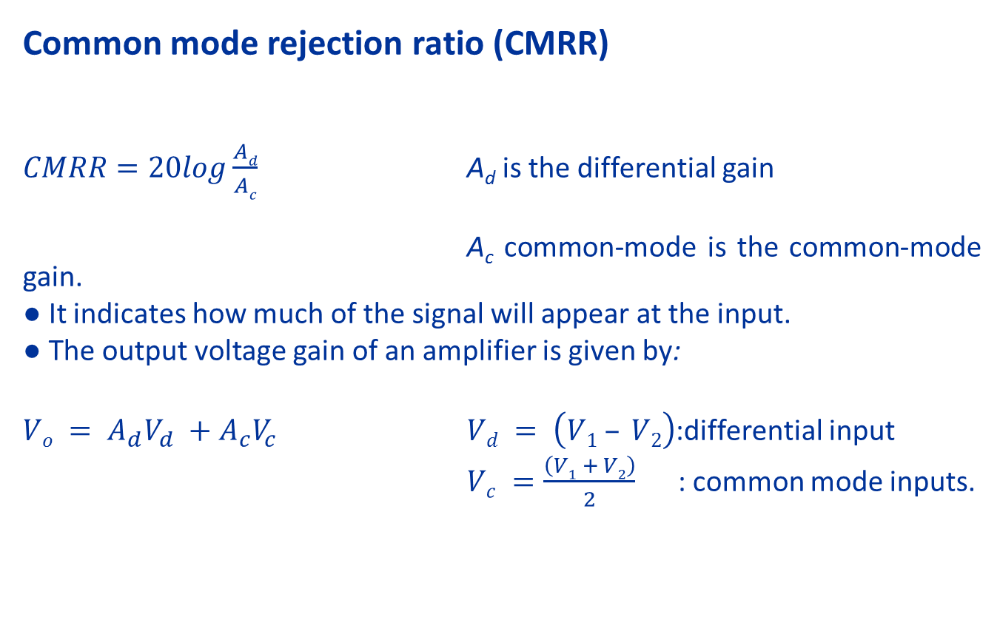 Common mode rejection ratio (CMRR)
CMRR = 20log A_d/A_c A_d is the differential gain
A_c common-mode is the common-mode
gain.
● It indicates how much of the signal will appear at the input.
● The output voltage gain of an amplifier is given by:
V_o = A_dV_d + A_cV_c V_d = (V_1 – V_2):differential input
V_c = (V_1 + V_2)/2 : common mode inputs.